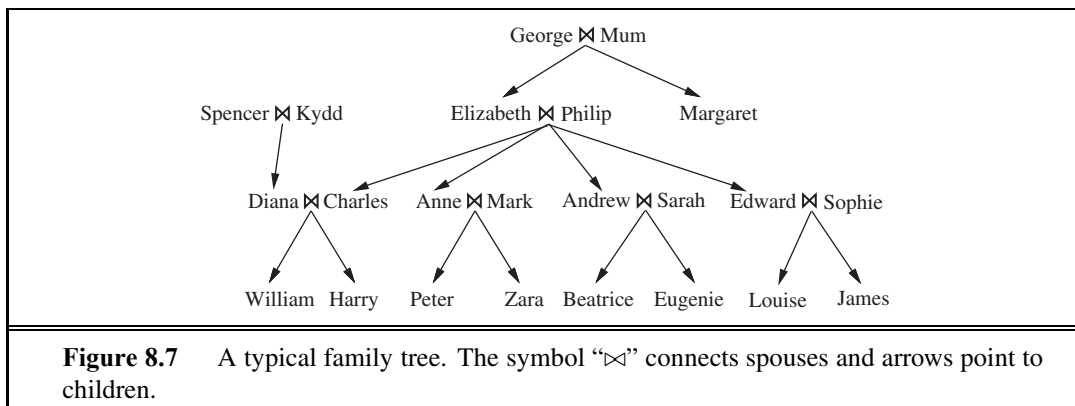 George ⋈ Mum
Spencer ⋈ Kydd Elizabeth ⋈ Philip Margaret
Diana ⋈ Charles Anne ⋈ Mark Andrew ⋈ Sarah Edward ⋈ Sophie
William Harry Peter Zara Beatrice Eugenie Louise James
Figure 8.7 A typical family tree. The symbol “⋈” connects spouses and arrows point to
children.